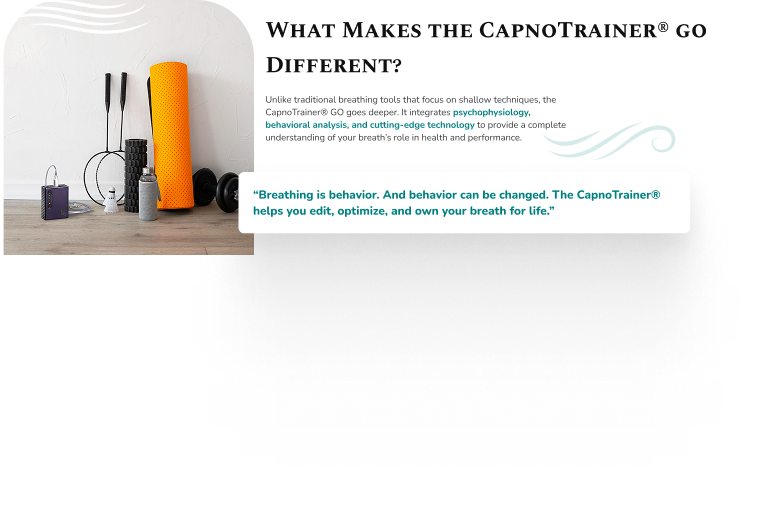 What Makes the CapnoTrainer® go
Different?
Unlike traditional breathing tools that focus on shallow techniques, the
CapnoTrainer® GO goes deeper. It integrates psychophysiology,
behavioral analysis, and cutting-edge technology to provide a complete
understanding of your breath's role in health and performance.
“Breathing is behavior. And behavior can be changed. The CapnoTrainer®
helps you edit, optimize, and own your breath for life.”